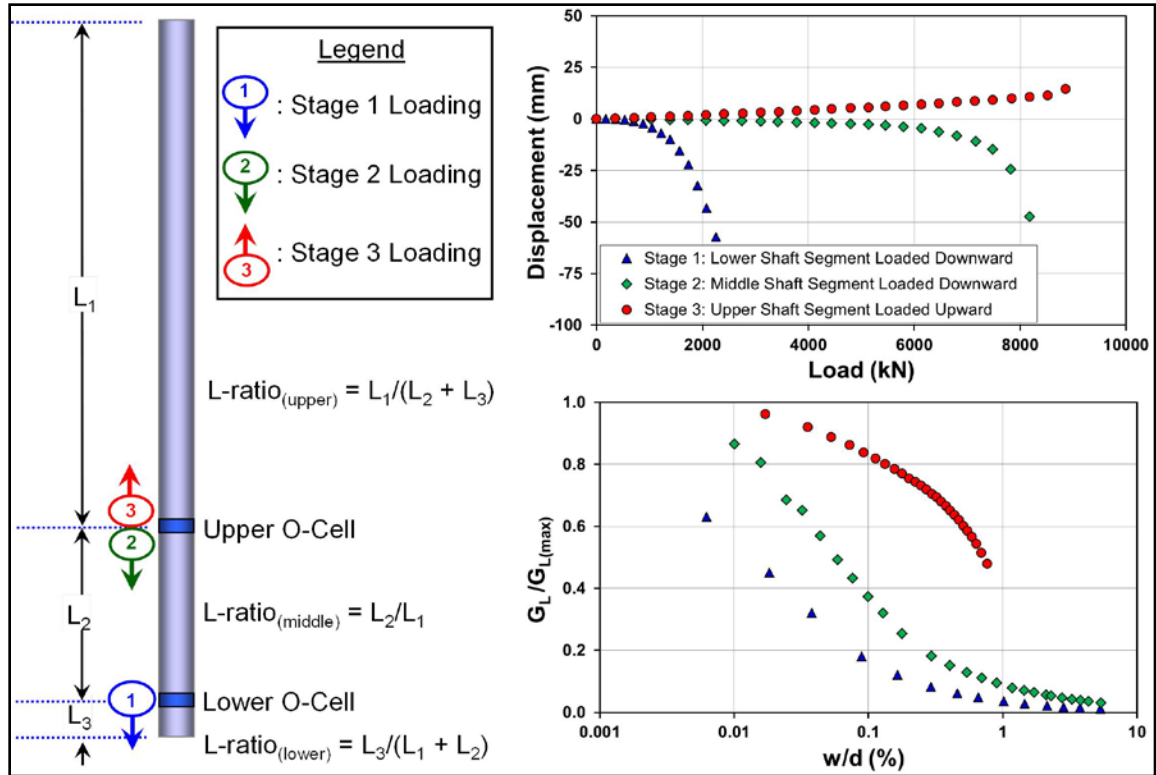 Legend
1 : Stage 1 Loading
2 : Stage 2 Loading
3 : Stage 3 Loading
L1
L-ratio(upper) = L1/(L2 + L3)
3
Upper O-Cell
2
L2
L-ratio(middle) = L2/L1
Lower O-Cell
1
L3
L-ratio(lower) = L3/(L1 + L2)
Displacement (mm)
50
25
0
-25
-50
-75
-100
Stage 1: Lower Shaft Segment Loaded Downward
Stage 2: Middle Shaft Segment Loaded Downward
Stage 3: Upper Shaft Segment Loaded Upward
0 2000 4000 6000 8000 10000
Load (kN)
GL/GL(max)
1.0
0.8
0.6
0.4
0.2
0.0
0.001 0.01 0.1 1 10
w/d (%)